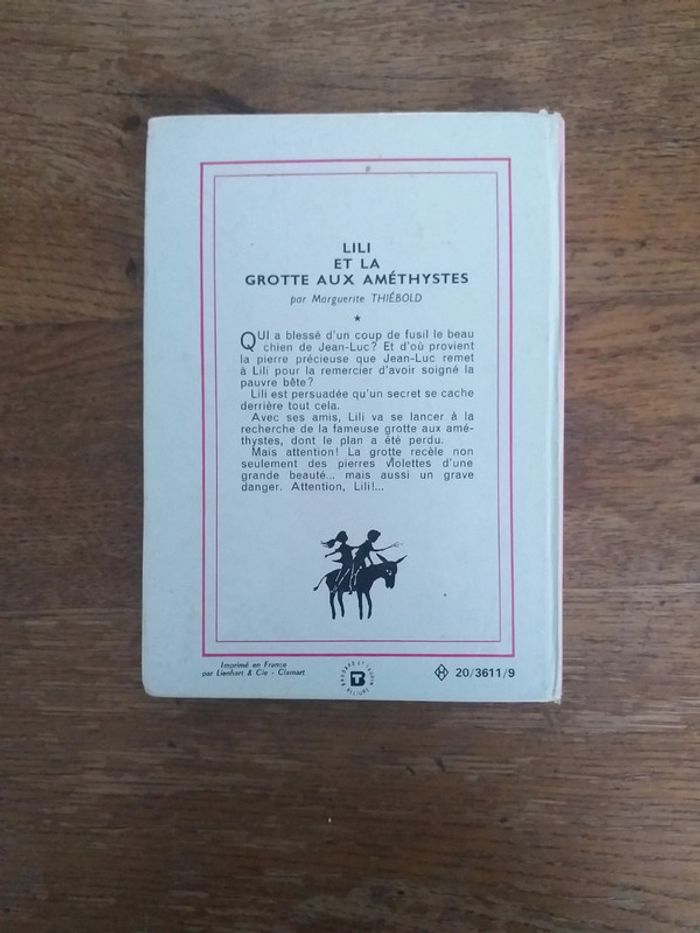 LILI
ET LA
GROTTE AUX AMÉTHYSTES
par Marguerite THIÉBOLD
★
QUI a blessé d'un coup de fusil le beau
chien de Jean-Luc? Et d'où provient
la pierre précieuse que Jean-Luc remet
à Lili pour la remercier d'avoir soigné la
pauvre bête?
Lili est persuadée qu'un secret se cache
derrière tout cela.
Avec ses amis, Lili va se lancer à la
recherche de la fameuse grotte aux amé-
thystes, dont le plan a été perdu.
Mais attention! La grotte recèle non
seulement des pierres violettes d'une
grande beauté... mais aussi un grave
danger. Attention, Lili!...
Imprimé en France
par Lienhart & Cie - Clamart
BRODARD ET TAUPIN
BT
RELIURE
H 20/3611/9